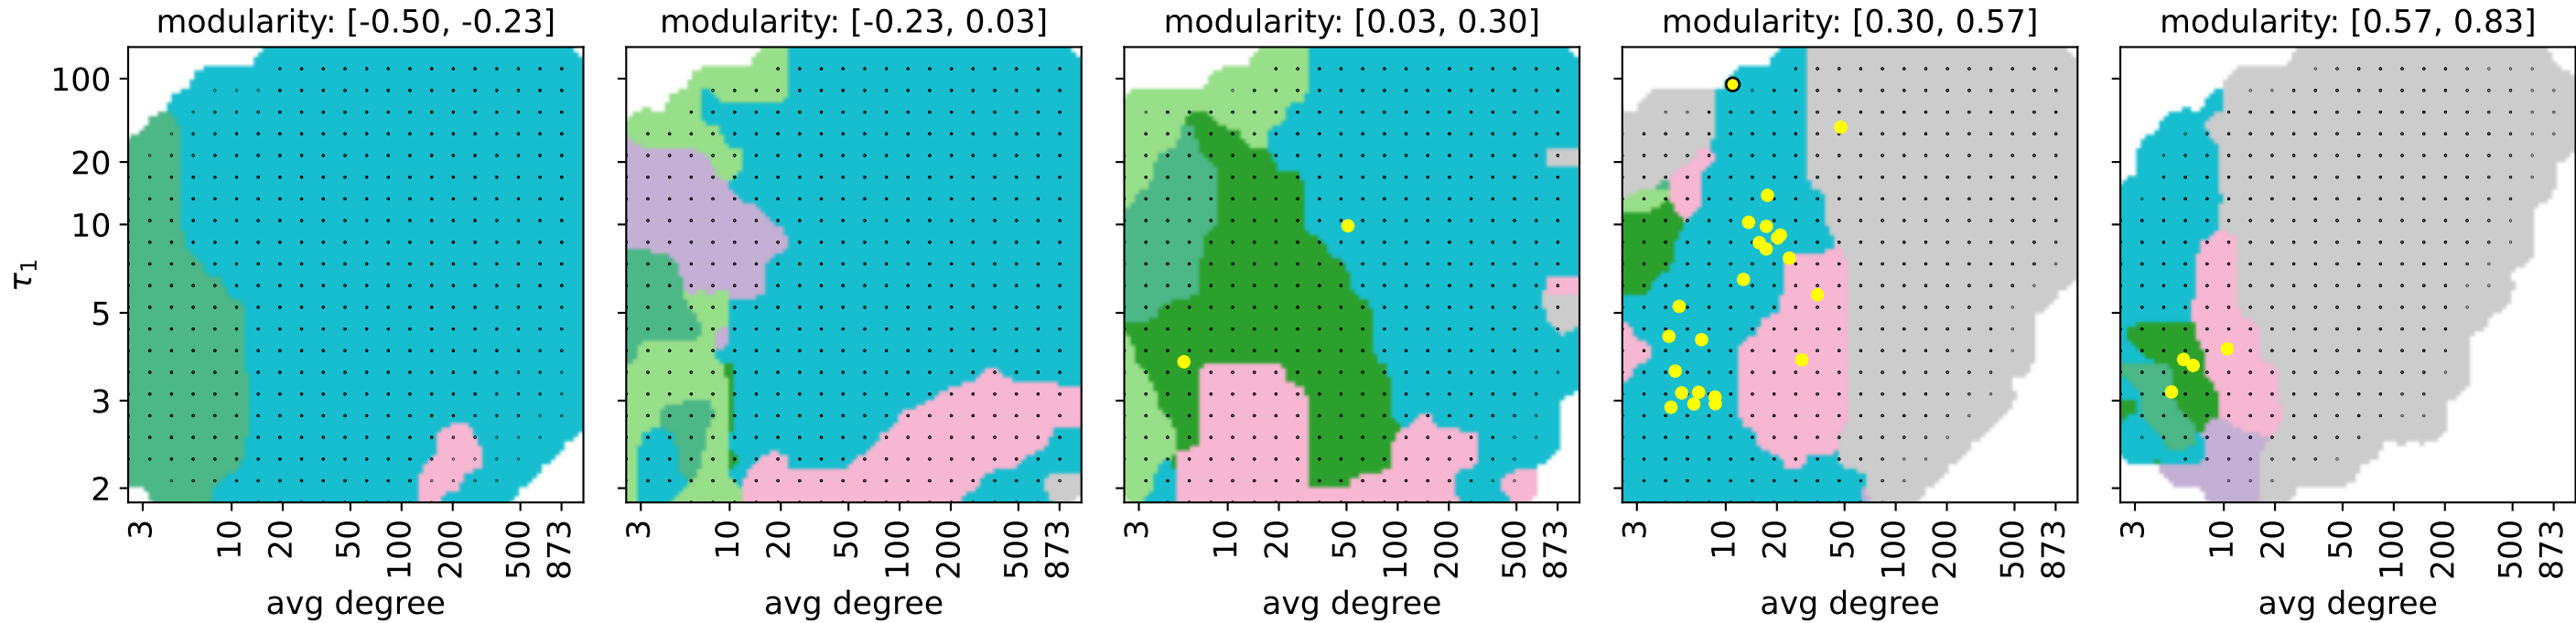 modularity: [-0.50, -0.23]
modularity: [-0.23, 0.03]
modularity: [0.03, 0.30]
modularity: [0.30, 0.57]
modularity: [0.57, 0.83]
τ₁
100
20
10
5
3
2
3 10 20 50 100 200 500 873
3 10 20 50 100 200 500 873
3 10 20 50 100 200 500 873
3 10 20 50 100 200 500 873
3 10 20 50 100 200 500 873
avg degree
avg degree
avg degree
avg degree
avg degree